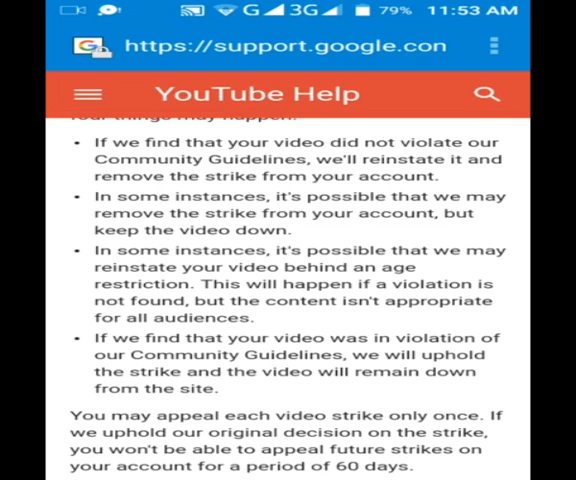 G 3G 79% 11:53 AM
G https://support.google.con
YouTube Help
Four things may happen:
• If we find that your video did not violate our
Community Guidelines, we'll reinstate it and
remove the strike from your account.
• In some instances, it's possible that we may
remove the strike from your account, but
keep the video down.
• In some instances, it's possible that we may
reinstate your video behind an age
restriction. This will happen if a violation is
not found, but the content isn't appropriate
for all audiences.
• If we find that your video was in violation of
our Community Guidelines, we will uphold
the strike and the video will remain down
from the site.
You may appeal each video strike only once. If
we uphold our original decision on the strike,
you won't be able to appeal future strikes on
your account for a period of 60 days.